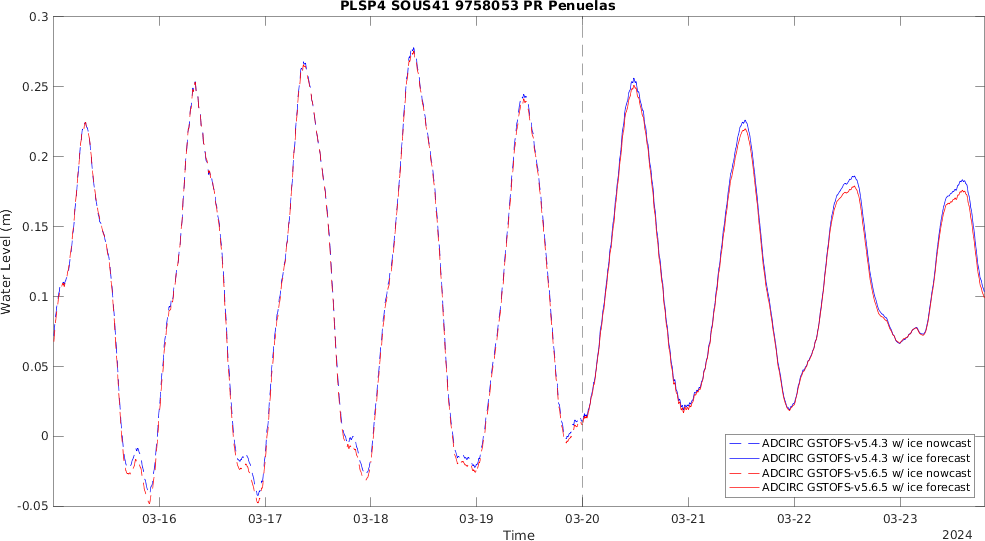 PLSP4 SOUS41 9758053 PR Penuelas
Water Level (m)
0.3
0.25
0.2
0.15
0.1
0.05
0
-0.05
03-16 03-17 03-18 03-19 03-20 03-21 03-22 03-23
Time
2024
ADCIRC GSTOFS-v5.4.3 w/ ice nowcast
ADCIRC GSTOFS-v5.4.3 w/ ice forecast
ADCIRC GSTOFS-v5.6.5 w/ ice nowcast
ADCIRC GSTOFS-v5.6.5 w/ ice forecast